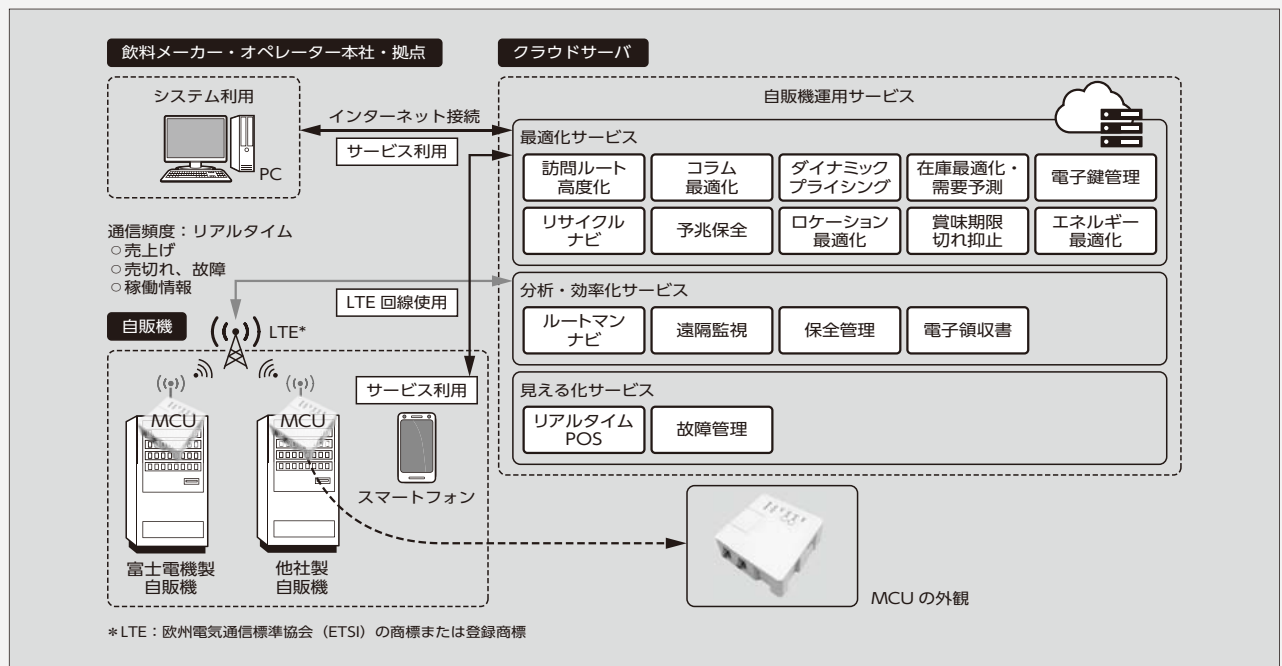 飲料メーカー・オペレーター本社・拠点
システム利用
PC
インターネット接続
サービス利用
クラウドサーバ
自販機運用サービス
最適化サービス
訪問ルート
高度化
コラム
最適化
ダイナミック
プライシング
在庫最適化・
需要予測
電子鍵管理
リサイクル
ナビ
予兆保全
ロケーション
最適化
賞味期限
切れ抑止
エネルギー
最適化
分析・効率化サービス
ルートマン
ナビ
遠隔監視
保全管理
電子領収書
見える化サービス
リアルタイム
POS
故障管理
通信頻度：リアルタイム
○売上げ
○売切れ、故障
○稼働情報
LTE 回線使用
自販機
LTE*
サービス利用
MCU
MCU
スマートフォン
富士電機製
自販機
他社製
自販機
MCU の外観
＊LTE：欧州電気通信標準協会（ETSI）の商標または登録商標